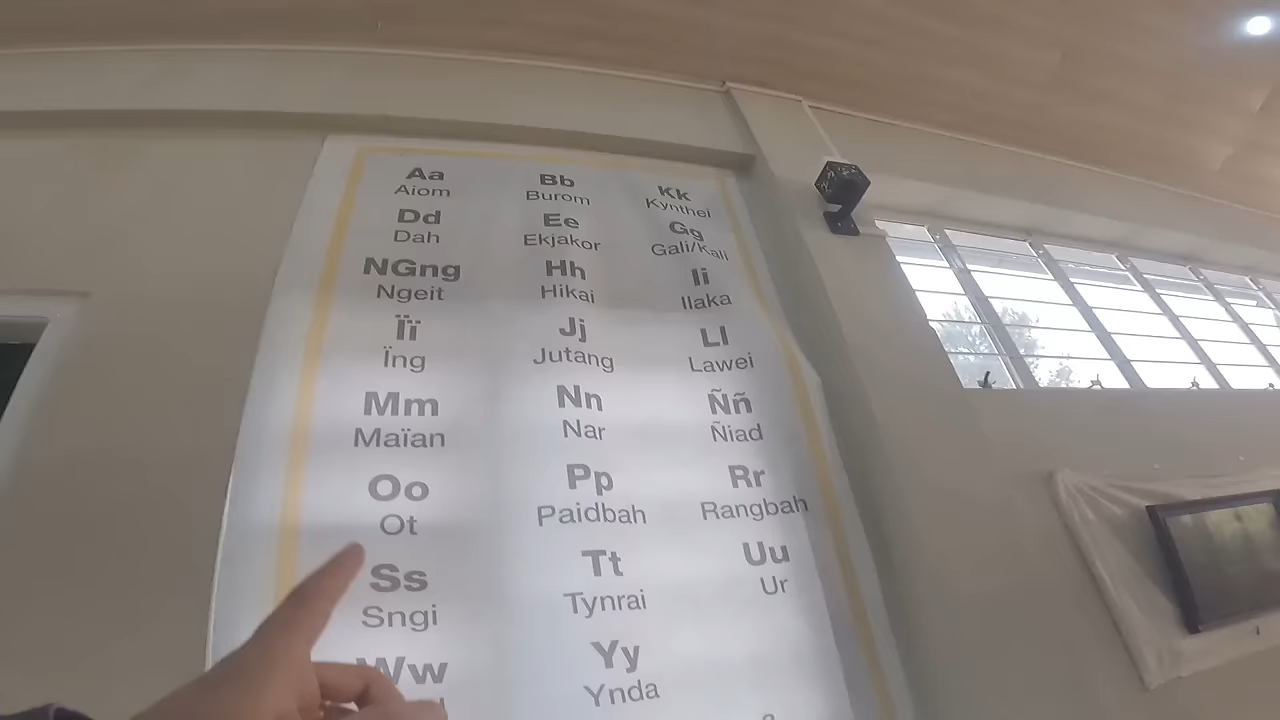 Aa Bb Kk
Aiom Burom Kynthei
Dd Ee Gg
Dah Ekjakor Gali/Kali
NGng Hh Ii
Ngeit Hikai Ilaka
Ïï Jj Ll
Ïng Jutang Lawei
Mm Nn Ññ
Maïan Nar Ñiad
Oo Pp Rr
Ot Paidbah Rangbah
Ss Tt Uu
Sngi Tynrai Ur
Ww Yy
Ynda